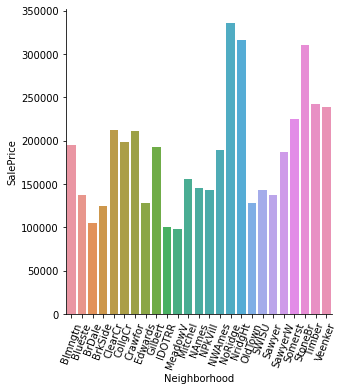 350000
300000
250000
200000
150000
100000
50000
0
SalePrice
Blmngtn
Blueste
BrDale
BrkSide
ClearCr
CollgCr
Crawfor
Edwards
Gilbert
IDOTRR
MeadowV
Mitchel
NAmes
NPkVill
NWAmes
NoRidge
NridgHt
OldTown
SWISU
Sawyer
SawyerW
Somerst
StoneBr
Timber
Veenker
Neighborhood